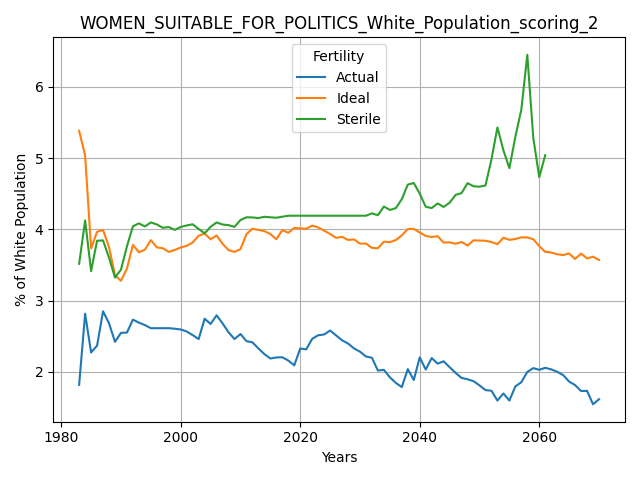 WOMEN_SUITABLE_FOR_POLITICS_White_Population_scoring_2
Fertility
Actual
Ideal
Sterile
% of White Population
6
5
4
3
2
1980
2000
2020
2040
2060
Years